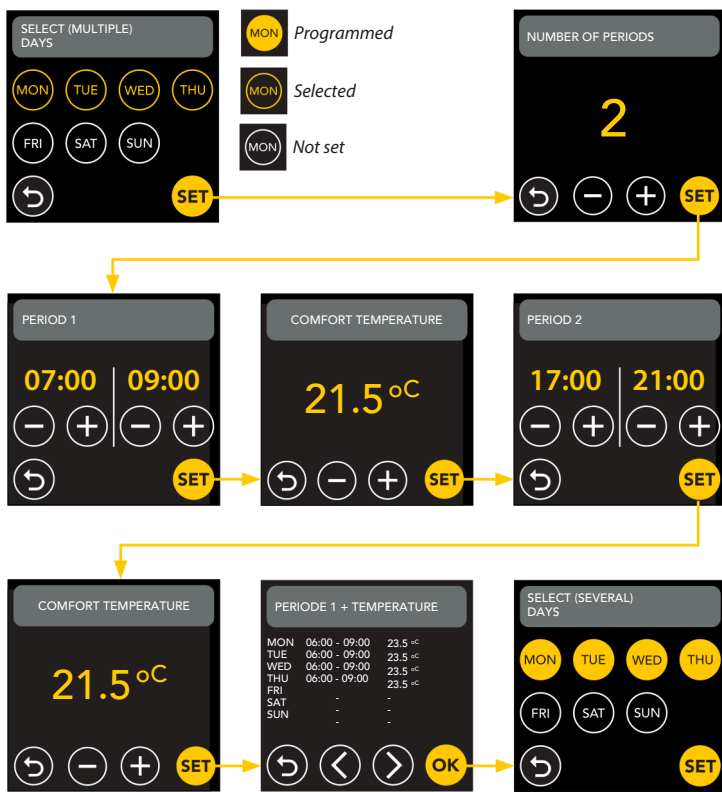 SELECT (MULTIPLE)
DAYS
MON TUE WED THU
FRI SAT SUN
SET
MON Programmed
MON Selected
MON Not set
NUMBER OF PERIODS
2
− + SET
PERIOD 1
07:00 09:00
− + − +
SET
COMFORT TEMPERATURE
21.5 ºC
− + SET
PERIOD 2
17:00 21:00
− + − +
SET
COMFORT TEMPERATURE
21.5 ºC
− + SET
PERIODE 1 + TEMPERATURE
MON 06:00 - 09:00 23.5 ºC
TUE 06:00 - 09:00 23.5 ºC
WED 06:00 - 09:00 23.5 ºC
THU 06:00 - 09:00 23.5 ºC
FRI
SAT - -
SUN - -
- -
< > OK
SELECT (SEVERAL)
DAYS
MON TUE WED THU
FRI SAT SUN
SET